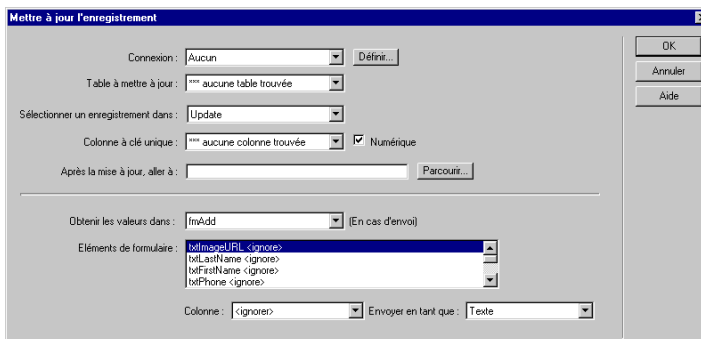 Mettre à jour l'enregistrement
Connexion : Aucun Définir...
OK
Table à mettre à jour : *** aucune table trouvée
Annuler
Aide
Sélectionner un enregistrement dans : Update
Colonne à clé unique : *** aucune colonne trouvée Numérique
Après la mise à jour, aller à : Parcourir...
Obtenir les valeurs dans : fmAdd (En cas d'envoi)
Eléments de formulaire : txtImageURL <ignore>
txtLastName <ignore>
txtFirstName <ignore>
txtPhone <ignore>
Colonne : <ignorer> Envoyer en tant que : Texte